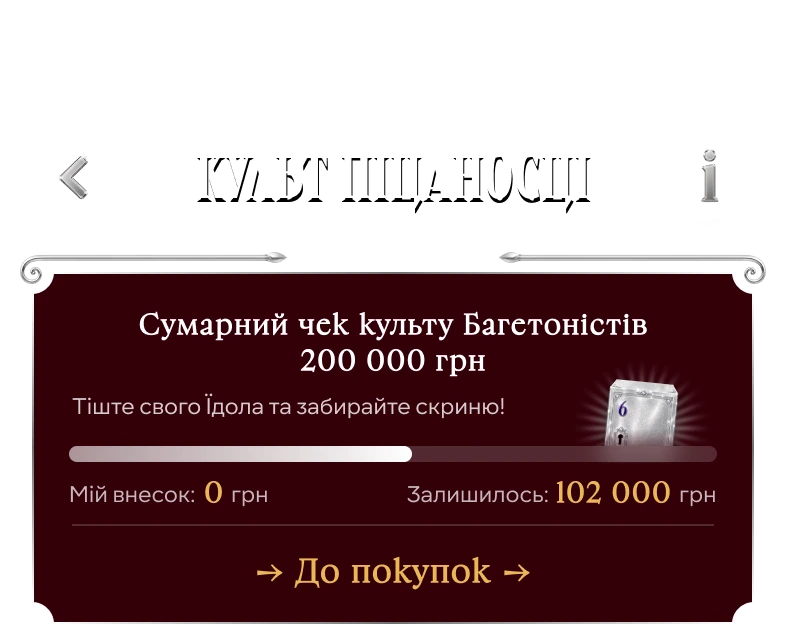 КУЛЬТ ПІЦАНОСЦІ
Сумарний чек культу Багетоністів
200 000 грн
Тіште свого Їдола та забирайте скриню!
6
Мій внесок: 0 грн
Залишилось: 102 000 грн
→ До покупок →